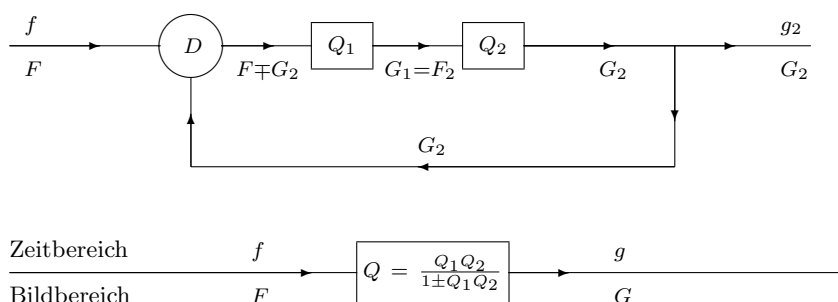 f g₂
D Q₁ Q₂
F F∓G₂ G₁=F₂ G₂ G₂
G₂
Zeitbereich f g
Q = Q₁Q₂/(1±Q₁Q₂)
Bildbereich F G